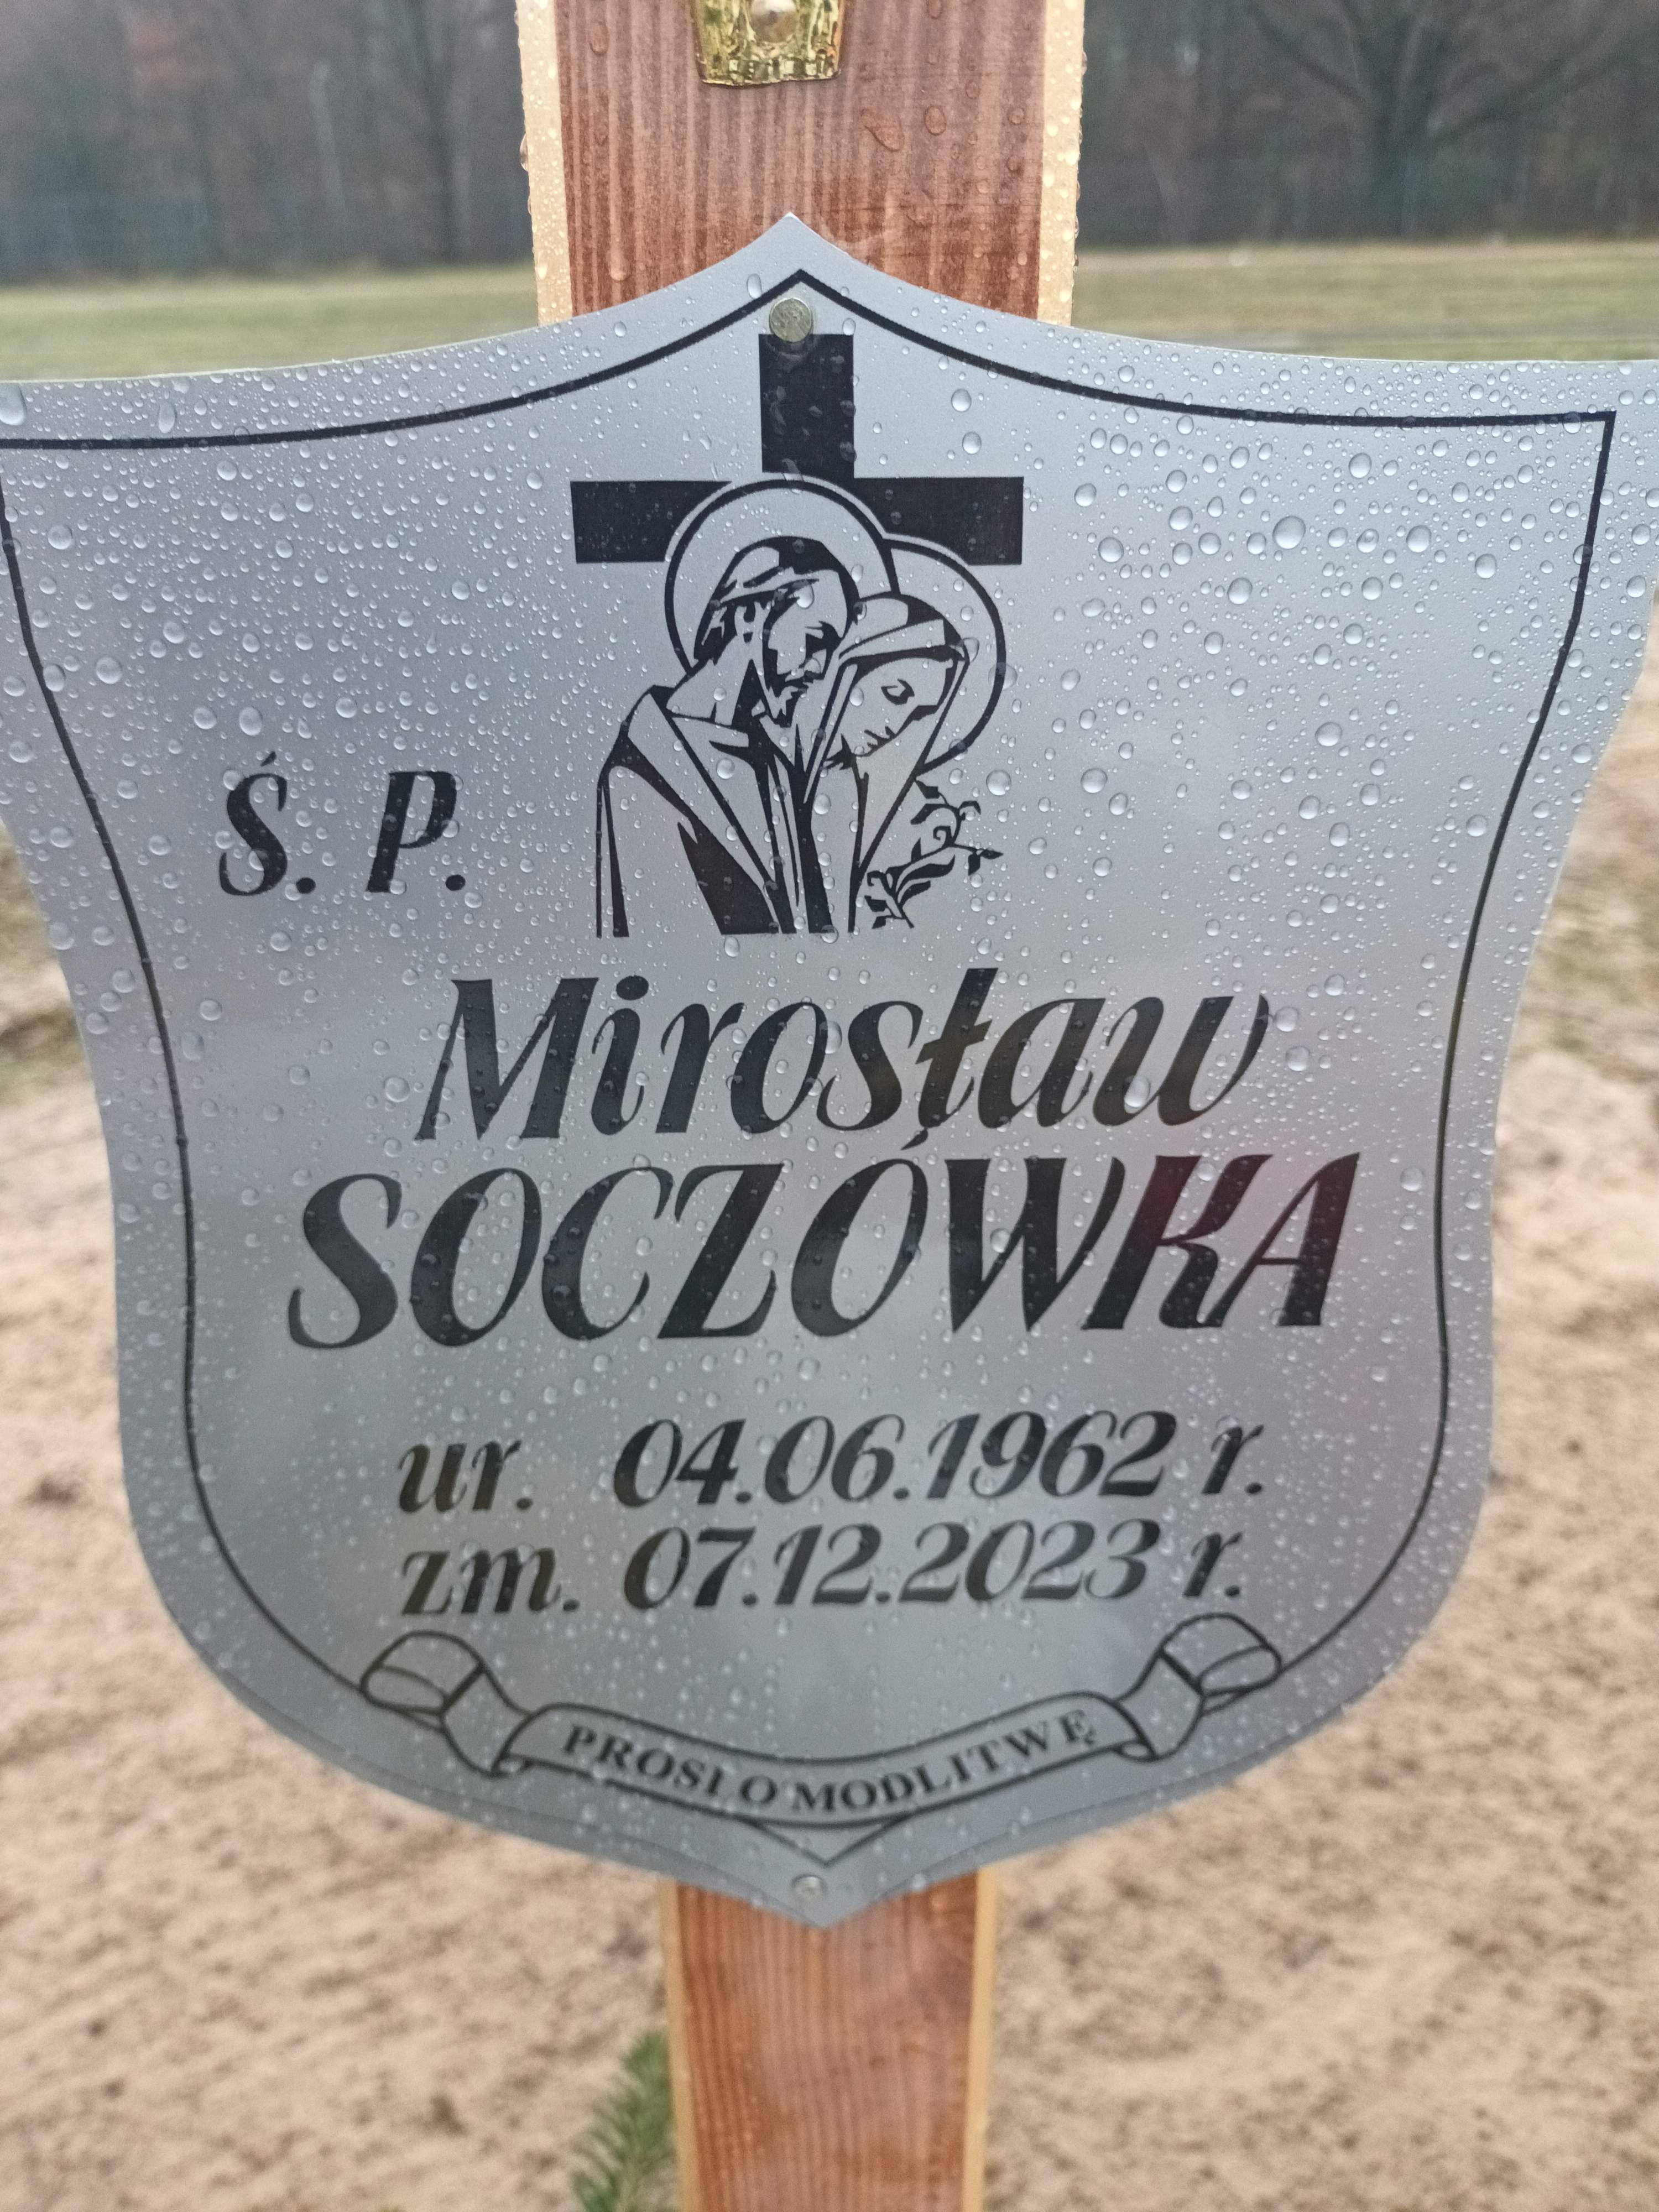 Ś. P.
Mirosław
SOCZÓWKA
ur. 04.06.1962 r.
zm. 07.12.2023 r.
PROSI O MODLITWĘ